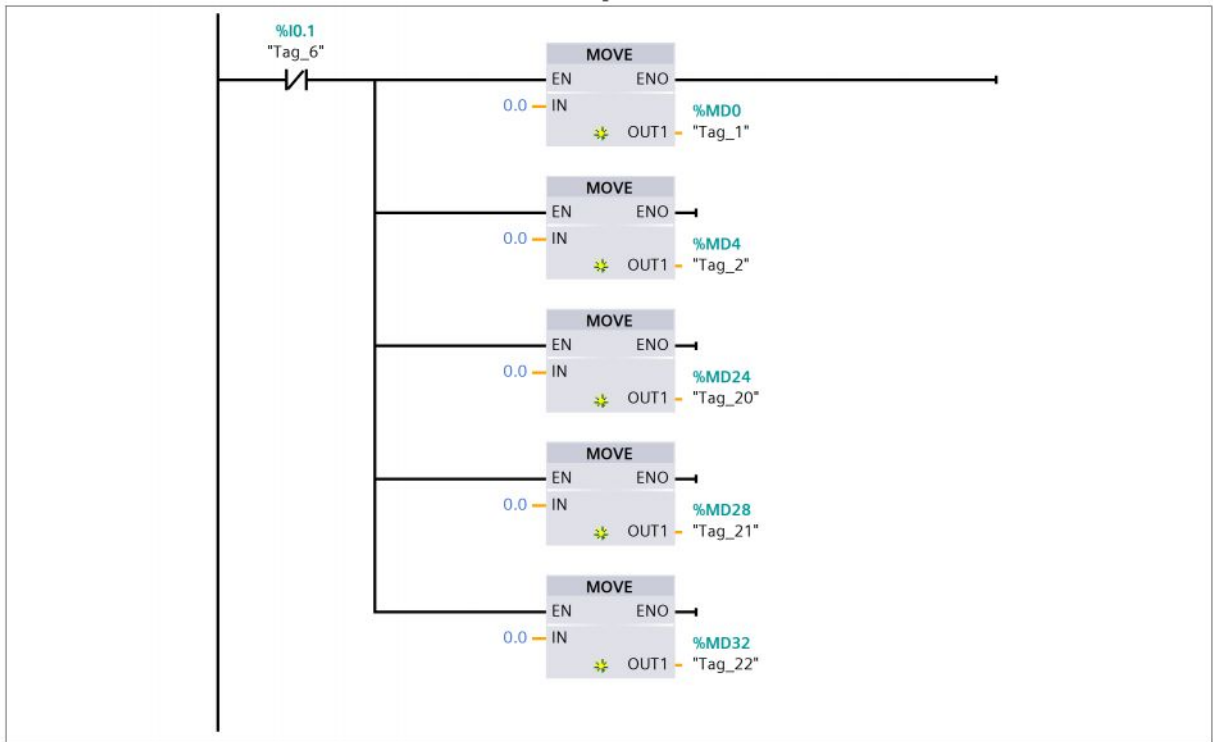 %I0.1
"Tag_6"
MOVE
EN ENO
0.0 IN
%MD0
OUT1 "Tag_1"
MOVE
EN ENO
0.0 IN
%MD4
OUT1 "Tag_2"
MOVE
EN ENO
0.0 IN
%MD24
OUT1 "Tag_20"
MOVE
EN ENO
0.0 IN
%MD28
OUT1 "Tag_21"
MOVE
EN ENO
0.0 IN
%MD32
OUT1 "Tag_22"